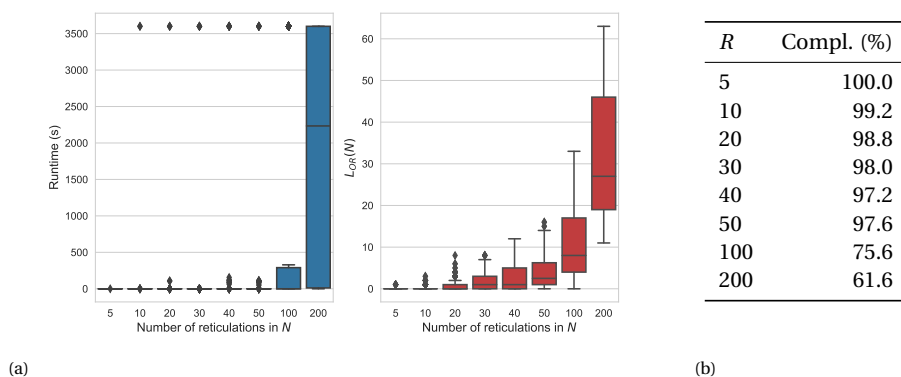 3500
3000
2500
2000
1500
1000
500
0
Runtime (s)
5 10 20 30 40 50 100 200
Number of reticulations in N
60
50
40
30
20
10
0
L_OR(N)
5 10 20 30 40 50 100 200
Number of reticulations in N
(a)
R Compl. (%)
5 100.0
10 99.2
20 98.8
30 98.0
40 97.2
50 97.6
100 75.6
200 61.6
(b)